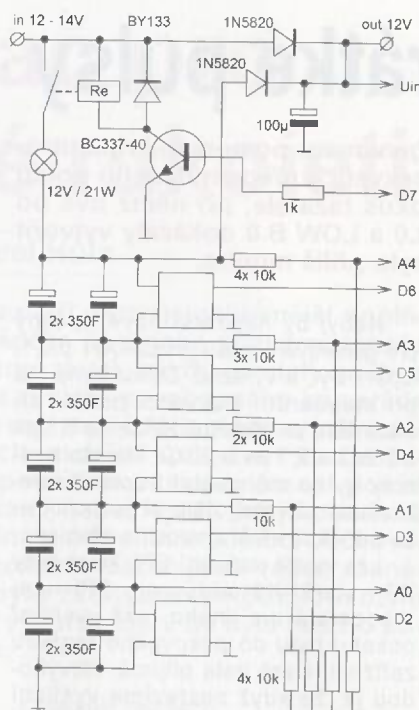 in 12 - 14V
BY133
1N5820
out 12V
1N5820
Uin
Re
100µ
BC337-40
12V / 21W
1k
D7
A4
4x 10k
D6
2x 350F
A3
3x 10k
D5
2x 350F
A2
2x 10k
D4
2x 350F
A1
10k
D3
2x 350F
A0
D2
2x 350F
4x 10k